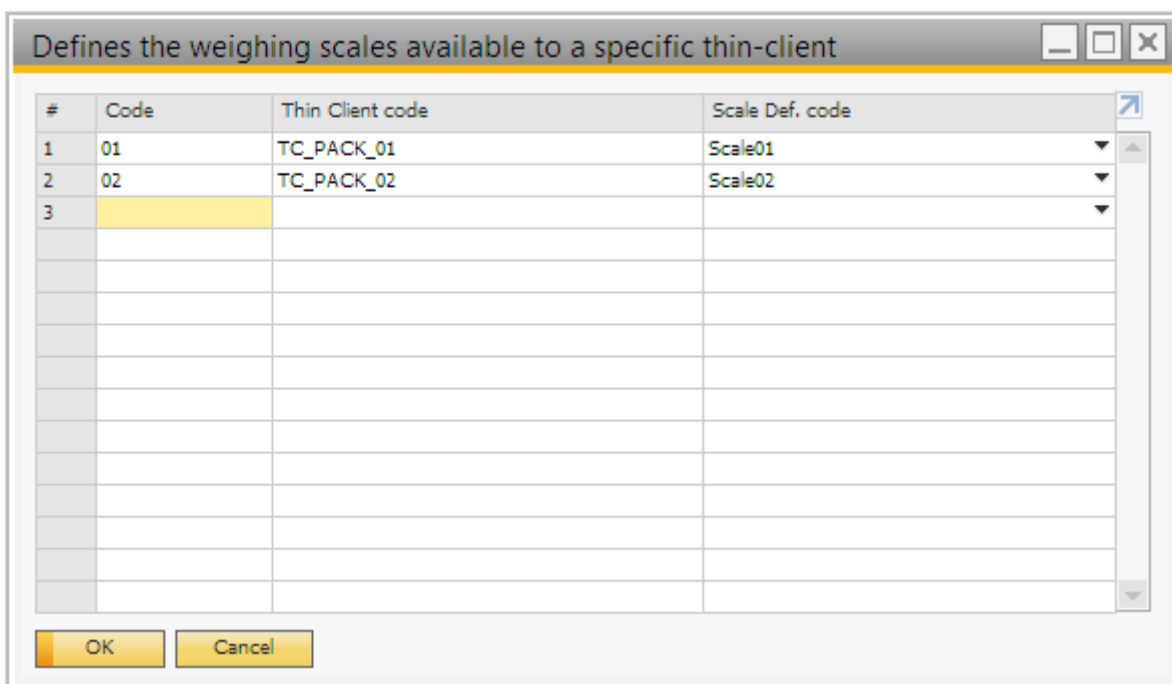 Defines the weighing scales available to a specific thin-client
# Code Thin Client code Scale Def. code
1 01 TC_PACK_01 Scale01
2 02 TC_PACK_02 Scale02
3
OK Cancel